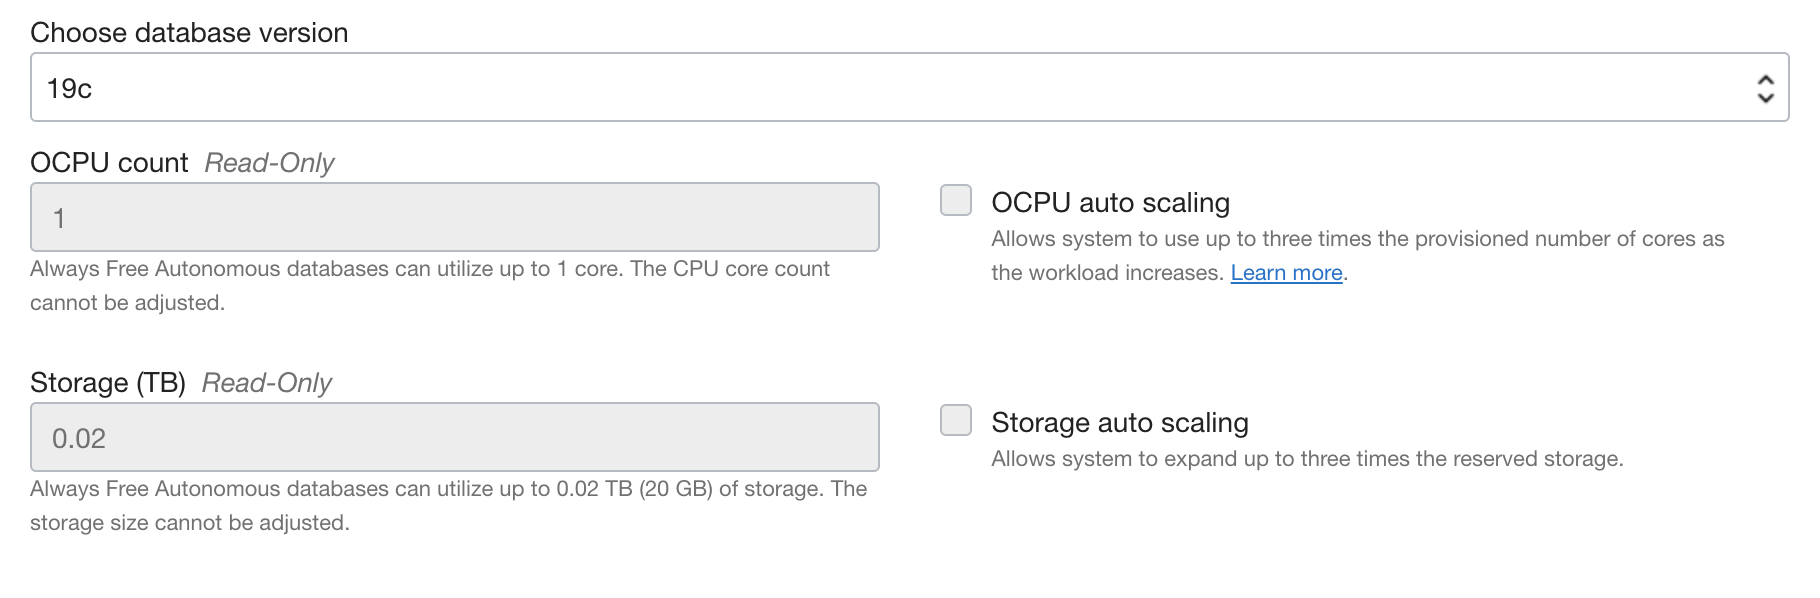 Choose database version
19c
OCPU count Read-Only
1
Always Free Autonomous databases can utilize up to 1 core. The CPU core count
cannot be adjusted.
OCPU auto scaling
Allows system to use up to three times the provisioned number of cores as
the workload increases. Learn more.
Storage (TB) Read-Only
0.02
Always Free Autonomous databases can utilize up to 0.02 TB (20 GB) of storage. The
storage size cannot be adjusted.
Storage auto scaling
Allows system to expand up to three times the reserved storage.